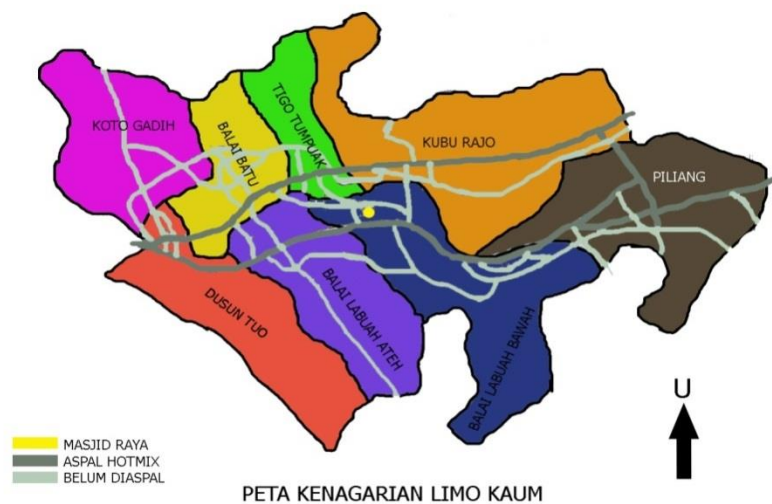 KOTO GADIH
BALAI BATU
TIGO TUMPUAK
KUBU RAJO
PILIANG
DUSUN TUO
BALAI LABUAH ATEH
BALAI LABUAH BAWAH
U
MASJID RAYA
ASPAL HOTMIX
BELUM DIASPAL
PETA KENAGARIAN LIMO KAUM